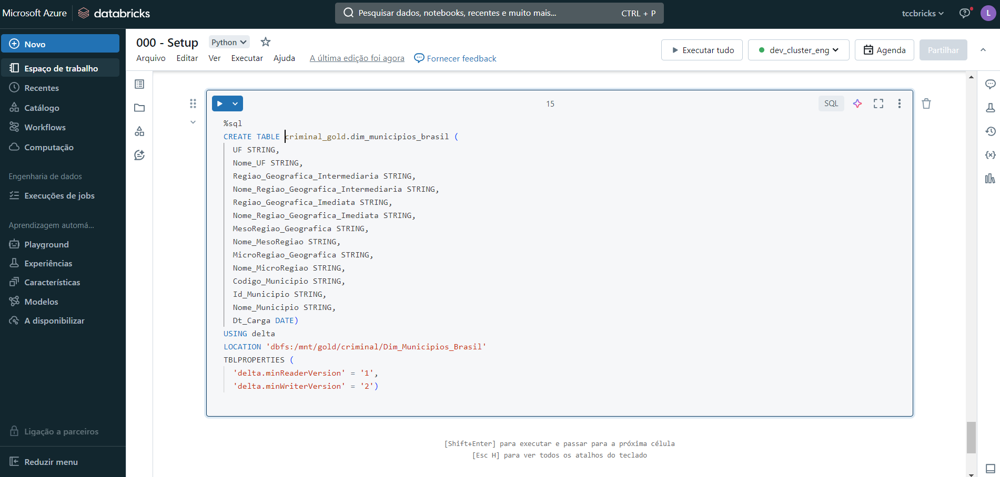 Microsoft Azure databricks
Pesquisar dados, notebooks, recentes e muito mais... CTRL + P
tccbricks
L
Novo
Espaço de trabalho
Recentes
Catálogo
Workflows
Computação
Engenharia de dados
Execuções de jobs
Aprendizagem automá...
Playground
Experiências
Características
Modelos
A disponibilizar
Ligação a parceiros
Reduzir menu
000 - Setup Python
Arquivo Editar Ver Executar Ajuda A última edição foi agora Fornecer feedback
Executar tudo dev_cluster_eng Agenda Partilhar
15
SQL
%sql
CREATE TABLE criminal_gold.dim_municipios_brasil (
UF STRING,
Nome_UF STRING,
Regiao_Geografica_Intermediaria STRING,
Nome_Regiao_Geografica_Intermediaria STRING,
Regiao_Geografica_Imediata STRING,
Nome_Regiao_Geografica_Imediata STRING,
MesoRegiao_Geografica STRING,
Nome_MesoRegiao STRING,
MicroRegiao_Geografica STRING,
Nome_MicroRegiao STRING,
Codigo_Municipio STRING,
Id_Municipio STRING,
Nome_Municipio STRING,
Dt_Carga DATE)
USING delta
LOCATION 'dbfs:/mnt/gold/criminal/Dim_Municipios_Brasil'
TBLPROPERTIES (
'delta.minReaderVersion' = '1',
'delta.minWriterVersion' = '2')
[Shift+Enter] para executar e passar para a próxima célula
[Esc H] para ver todos os atalhos do teclado